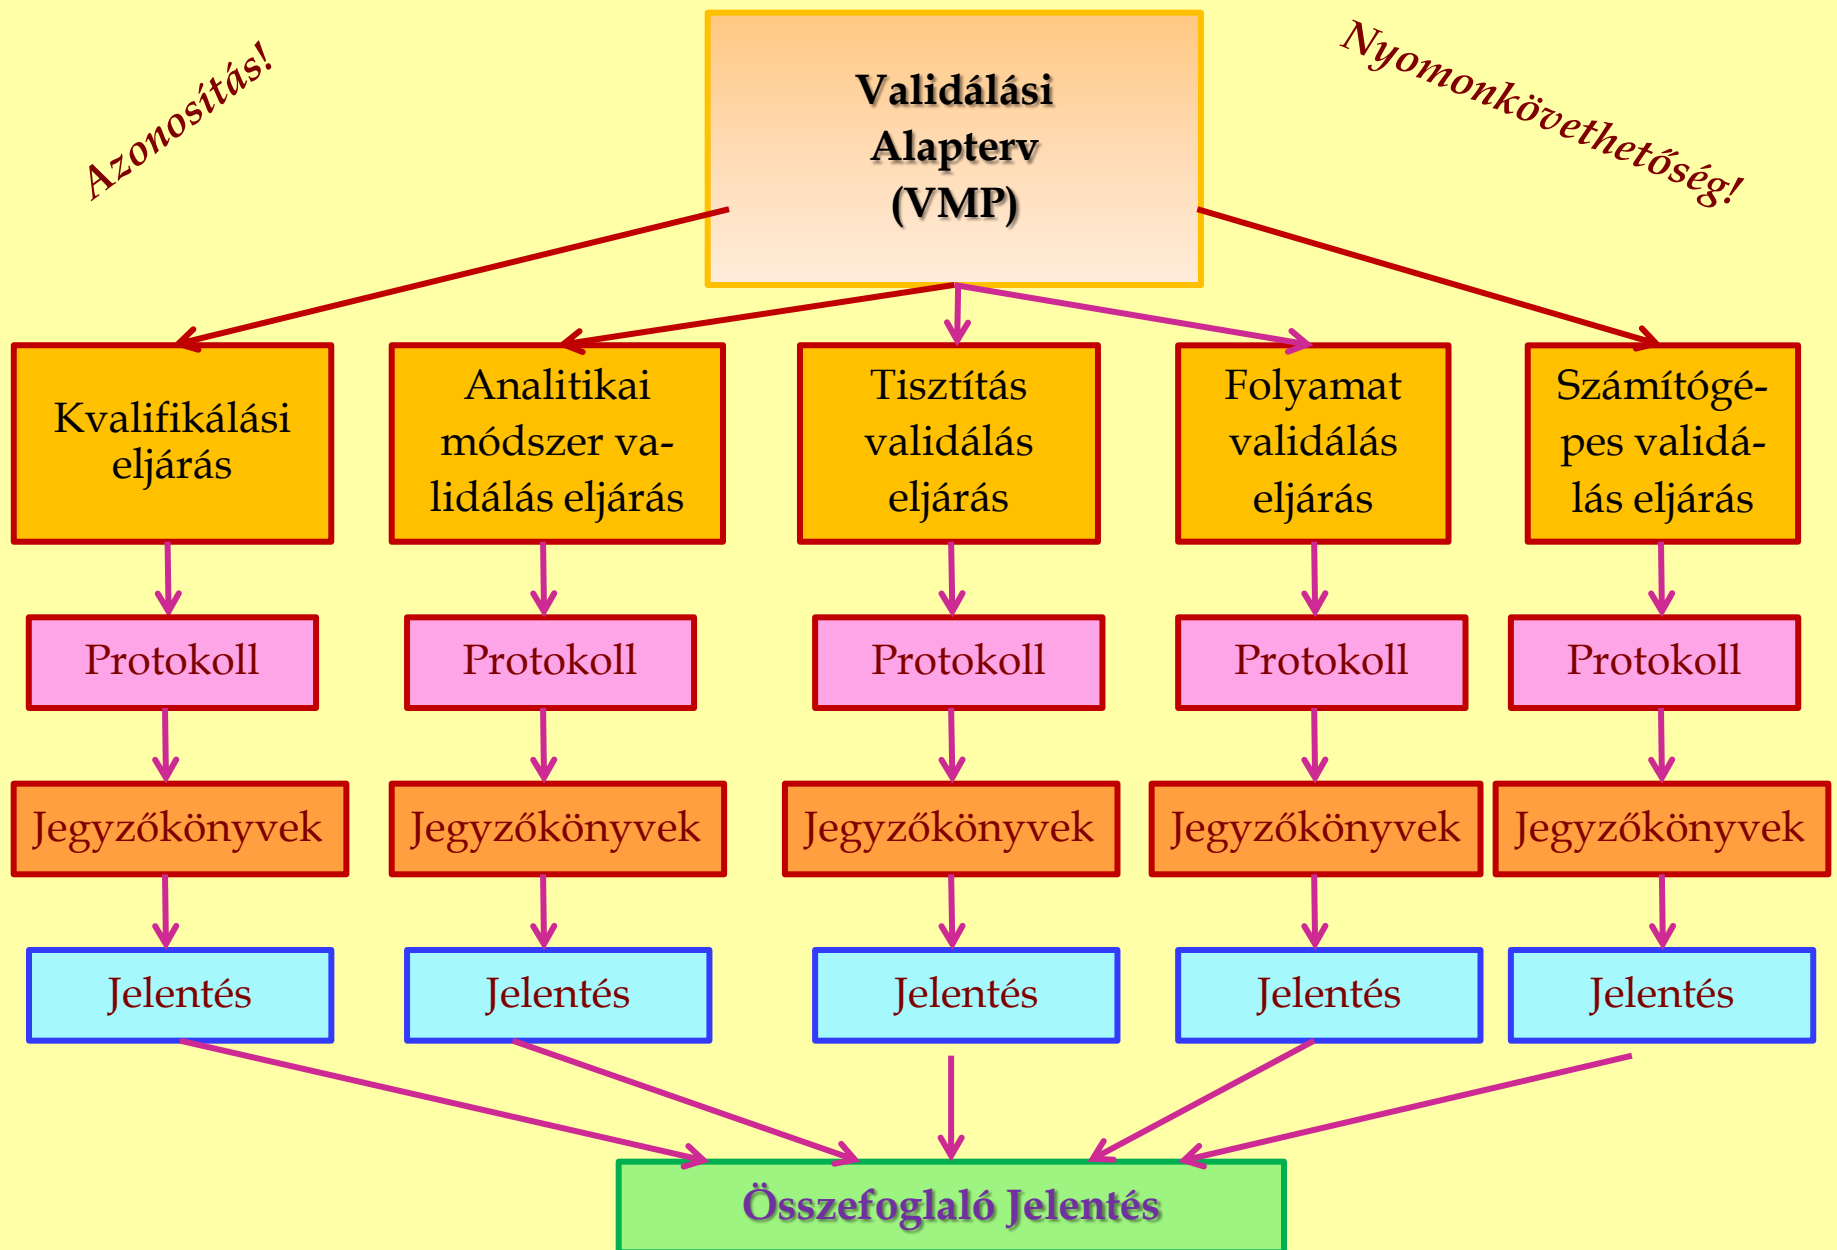 Azonosítás!
Nyomonkövethetőség!
Validálási
Alapterv
(VMP)
Kvalifikálási
eljárás
Analitikai
módszer va-
lidálás eljárás
Tisztítás
validálás
eljárás
Folyamat
validálás
eljárás
Számítógé-
pes validá-
lás eljárás
Protokoll
Protokoll
Protokoll
Protokoll
Protokoll
Jegyzőkönyvek
Jegyzőkönyvek
Jegyzőkönyvek
Jegyzőkönyvek
Jegyzőkönyvek
Jelentés
Jelentés
Jelentés
Jelentés
Jelentés
Összefoglaló Jelentés